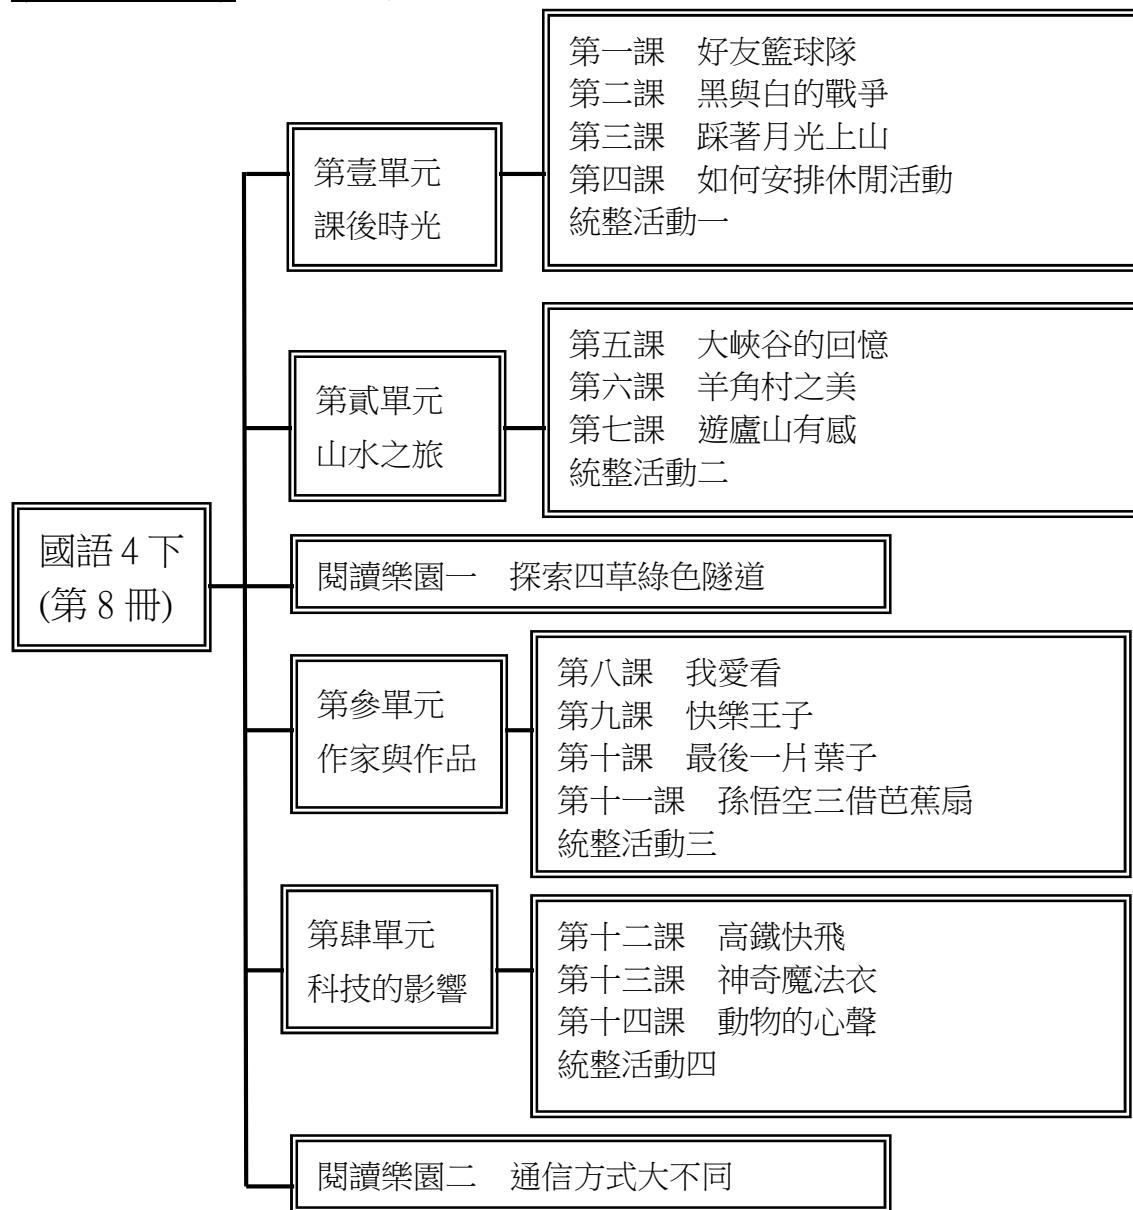 國語 4 下
(第 8 冊)
第壹單元
課後時光
第一課　好友籃球隊
第二課　黑與白的戰爭
第三課　踩著月光上山
第四課　如何安排休閒活動
統整活動一
第貳單元
山水之旅
第五課　大峽谷的回憶
第六課　羊角村之美
第七課　遊廬山有感
統整活動二
閱讀樂園一　探索四草綠色隧道
第參單元
作家與作品
第八課　我愛看
第九課　快樂王子
第十課　最後一片葉子
第十一課　孫悟空三借芭蕉扇
統整活動三
第肆單元
科技的影響
第十二課　高鐵快飛
第十三課　神奇魔法衣
第十四課　動物的心聲
統整活動四
閱讀樂園二　通信方式大不同